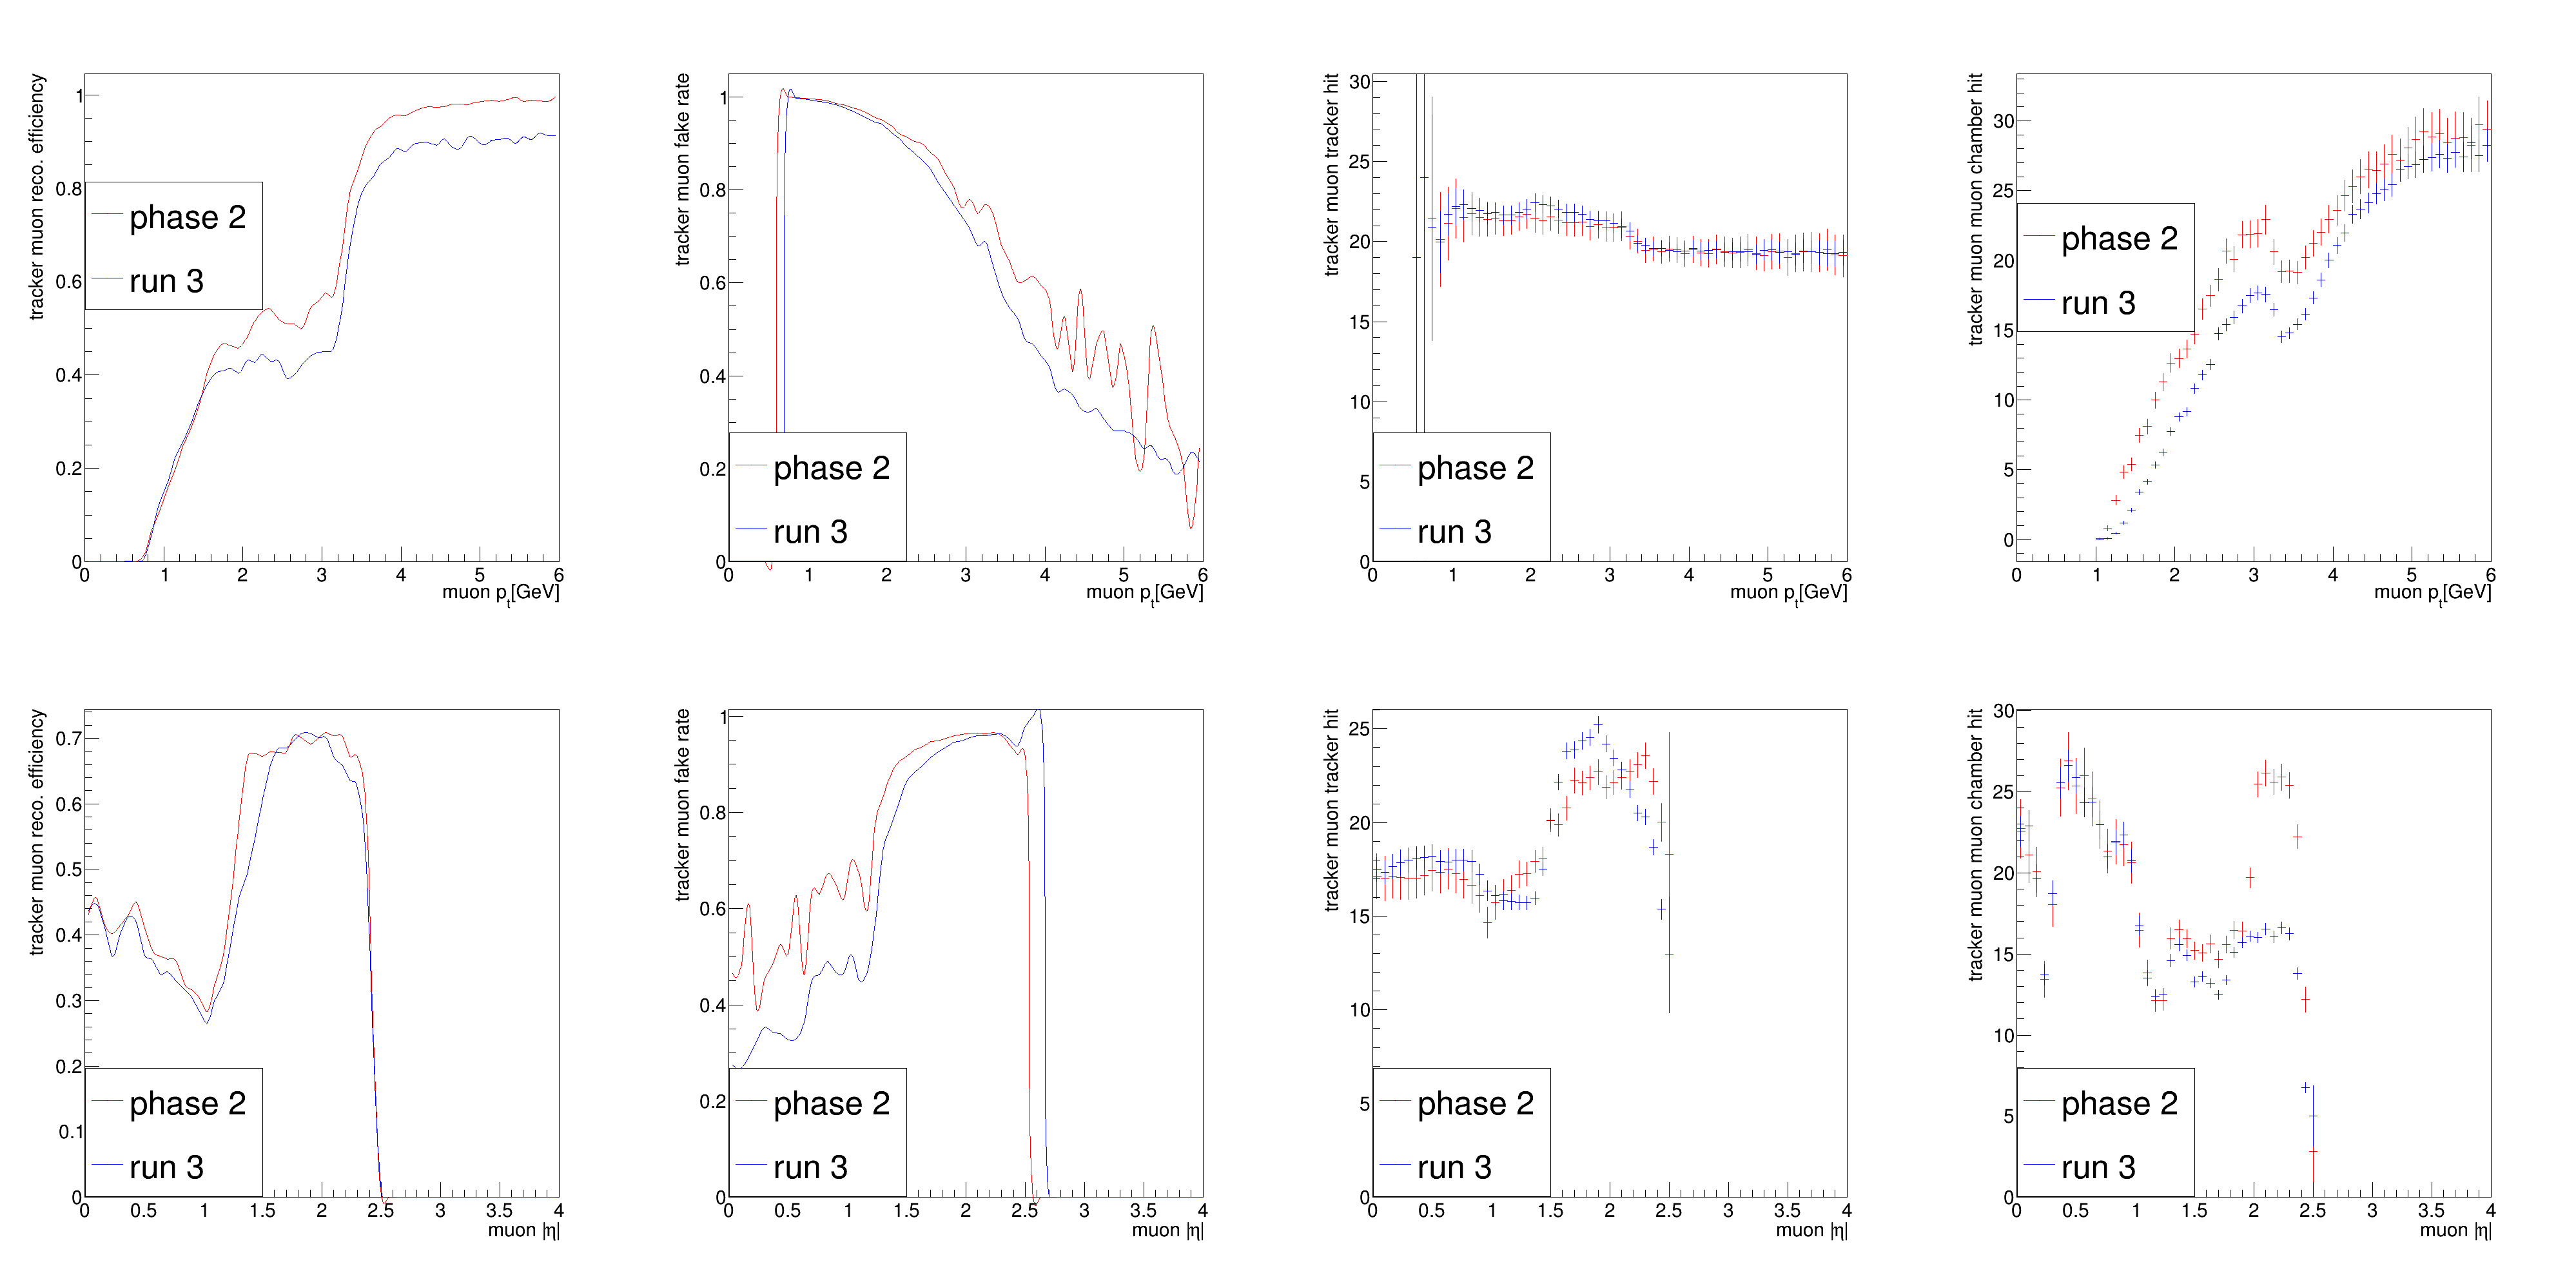 tracker muon reco. efficiency
1
0.8
0.6
0.4
0.2
0
phase 2
run 3
0 1 2 3 4 5 6
muon pt[GeV]
tracker muon fake rate
1
0.8
0.6
0.4
0.2
0
phase 2
run 3
0 1 2 3 4 5 6
muon pt[GeV]
tracker muon tracker hit
30
25
20
15
10
5
0
phase 2
run 3
0 1 2 3 4 5 6
muon pt[GeV]
tracker muon muon chamber hit
30
25
20
15
10
5
0
phase 2
run 3
0 1 2 3 4 5 6
muon pt[GeV]
tracker muon reco. efficiency
0.7
0.6
0.5
0.4
0.3
0.2
0.1
0
phase 2
run 3
0 0.5 1 1.5 2 2.5 3 3.5 4
muon |η|
tracker muon fake rate
1
0.8
0.6
0.4
0.2
0
phase 2
run 3
0 0.5 1 1.5 2 2.5 3 3.5 4
muon |η|
tracker muon tracker hit
25
20
15
10
5
0
phase 2
run 3
0 0.5 1 1.5 2 2.5 3 3.5 4
muon |η|
tracker muon muon chamber hit
30
25
20
15
10
5
0
phase 2
run 3
0 0.5 1 1.5 2 2.5 3 3.5 4
muon |η|